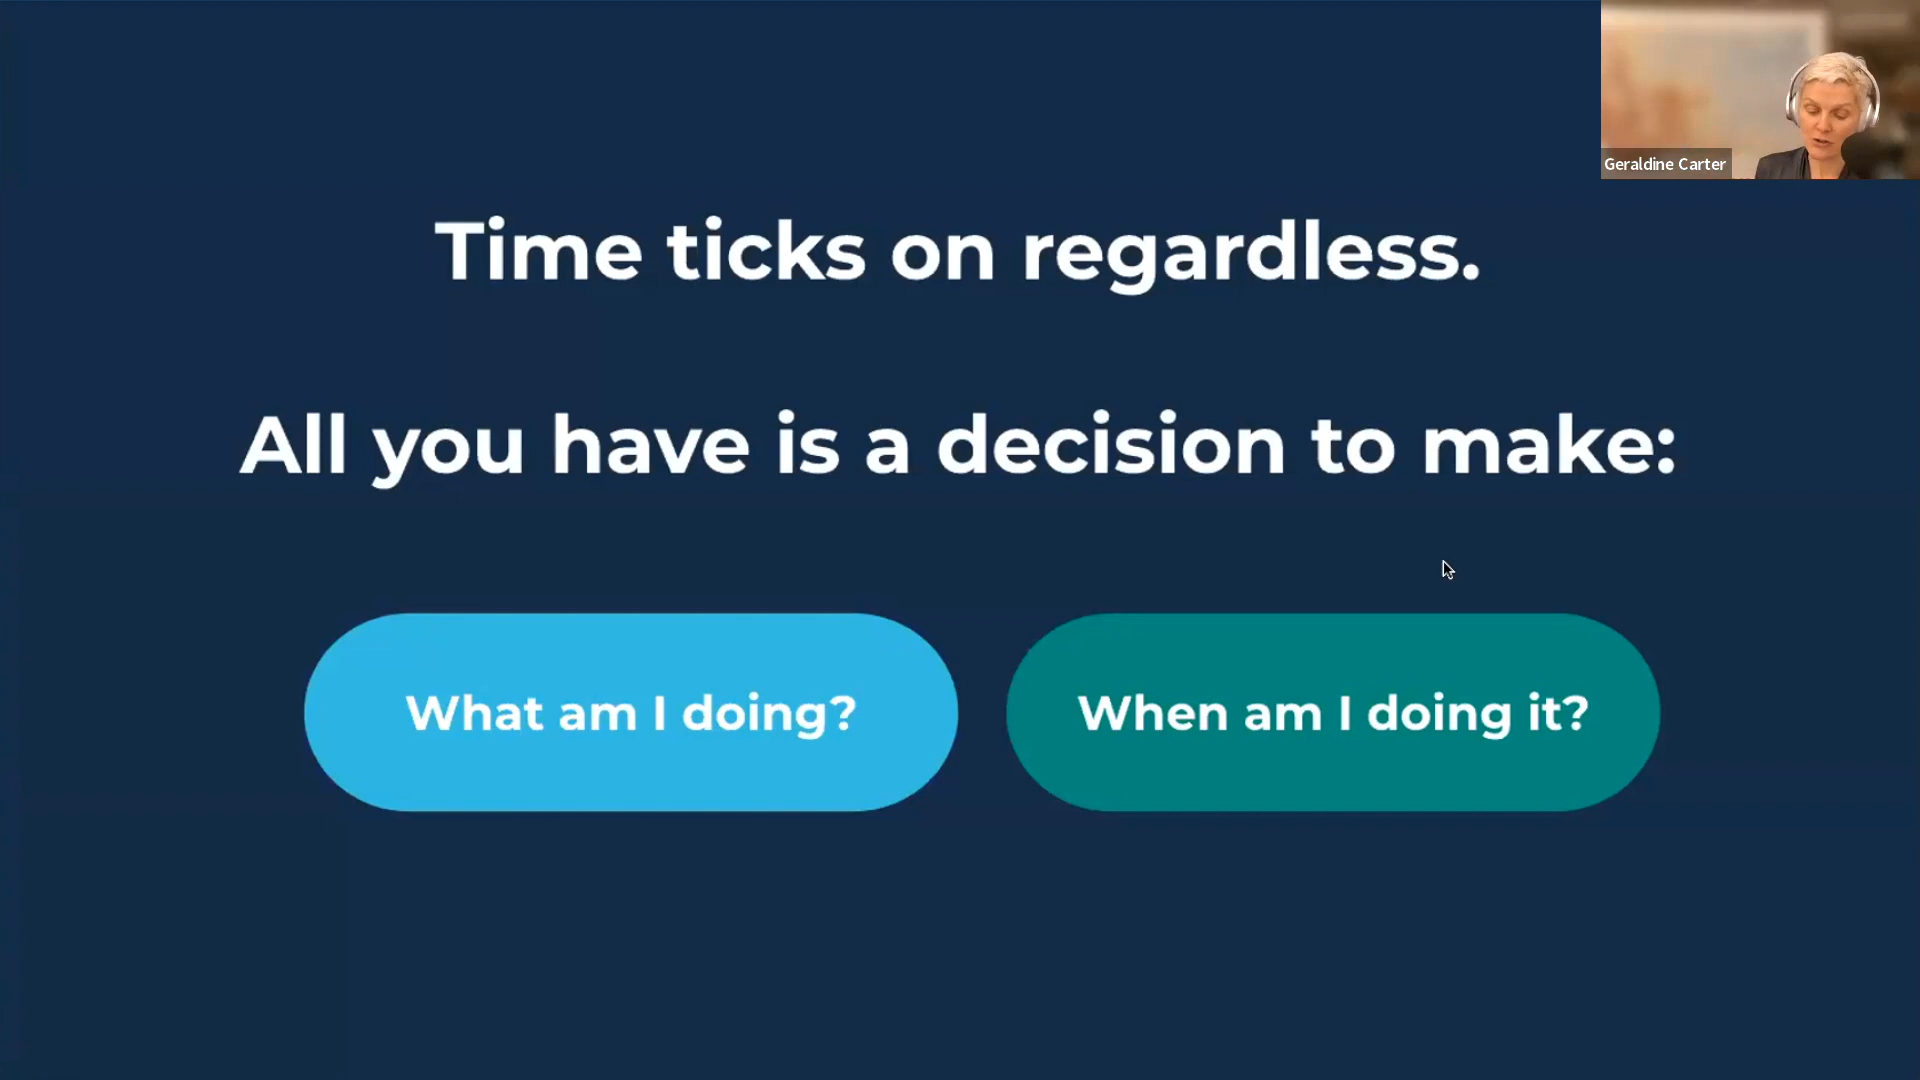 Geraldine Carter
Time ticks on regardless.
All you have is a decision to make:
What am I doing?
When am I doing it?